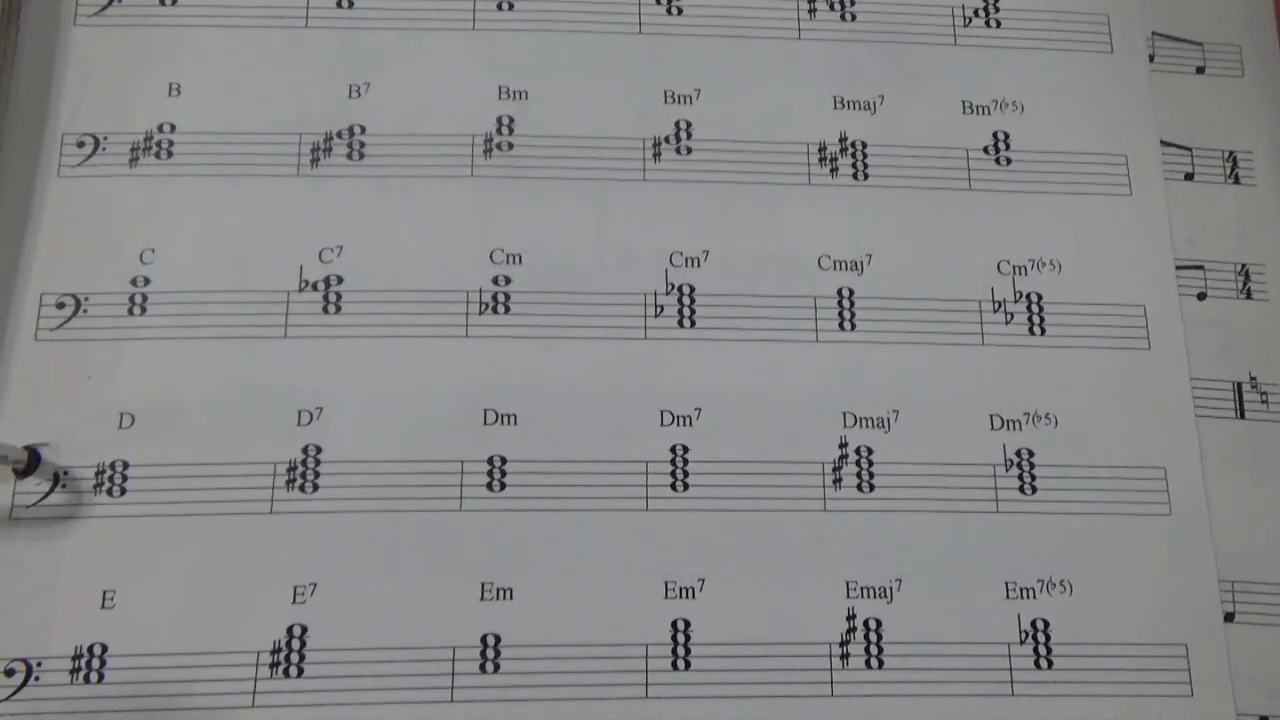 B B7 Bm Bm7 Bmaj7 Bm7(♭5)
C C7 Cm Cm7 Cmaj7 Cm7(♭5)
D D7 Dm Dm7 Dmaj7 Dm7(♭5)
E E7 Em Em7 Emaj7 Em7(♭5)